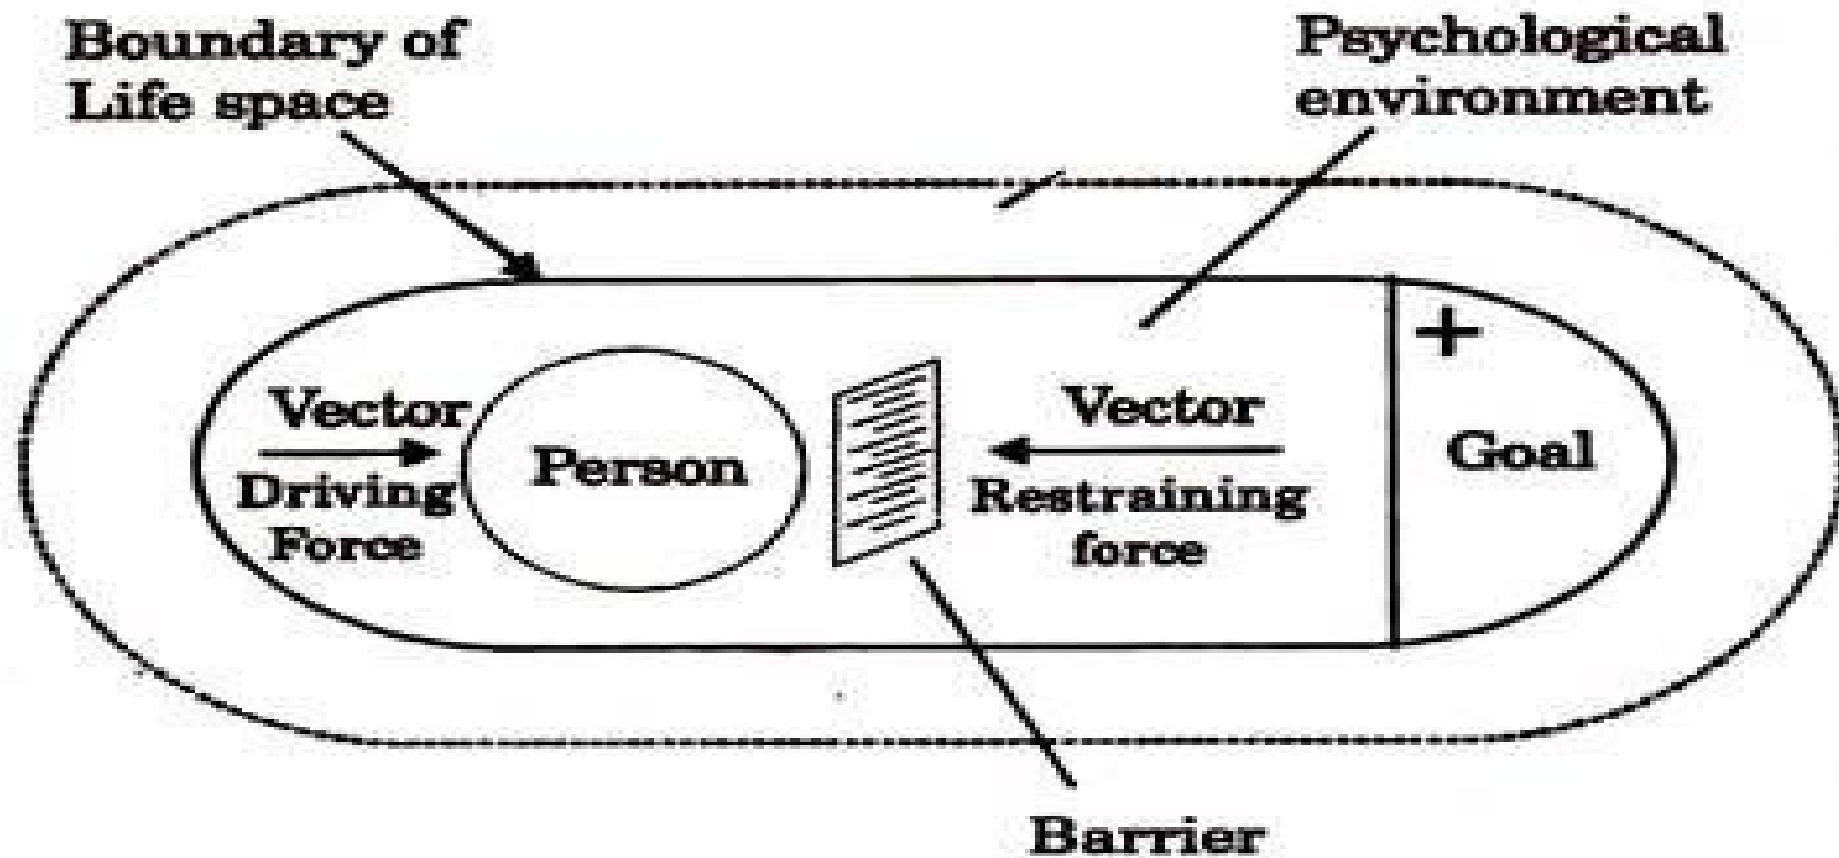 Boundary of
Life space
Psychological
environment
Vector
Driving
Force
Person
Vector
Restraining
force
+
Goal
Barrier